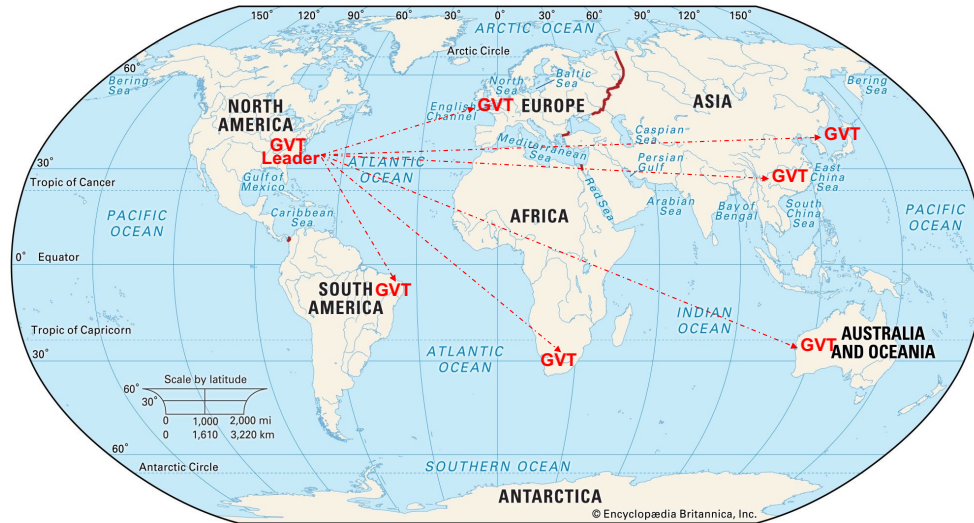 150° 120° 90° 60° 30° 0° 30° 60° 90° 120° 150°
ARCTIC OCEAN
Arctic Circle
60°
Bering
Sea
North
Sea
Baltic
Sea
Bering
Sea
NORTH
AMERICA
English
Channel
GVT
EUROPE
ASIA
GVT
Leader
GVT
ATLANTIC
OCEAN
Mediterranean
Sea
Caspian
Sea
30°
Persian
Gulf
East
China
Sea
GVT
Tropic of Cancer
Gulf of
Mexico
Red Sea
Arabian
Sea
Bay of
Bengal
South
China
Sea
PACIFIC
OCEAN
Caribbean
Sea
AFRICA
PACIFIC
OCEAN
0°
Equator
SOUTH
AMERICA
GVT
INDIAN
OCEAN
Tropic of Capricorn
30°
ATLANTIC
OCEAN
GVT
GVT
AUSTRALIA
AND OCEANIA
Scale by latitude
60°
30°
0 1,000 2,000 mi
0 1,610 3,220 km
60°
Antarctic Circle
SOUTHERN OCEAN
ANTARCTICA
© Encyclopædia Britannica, Inc.